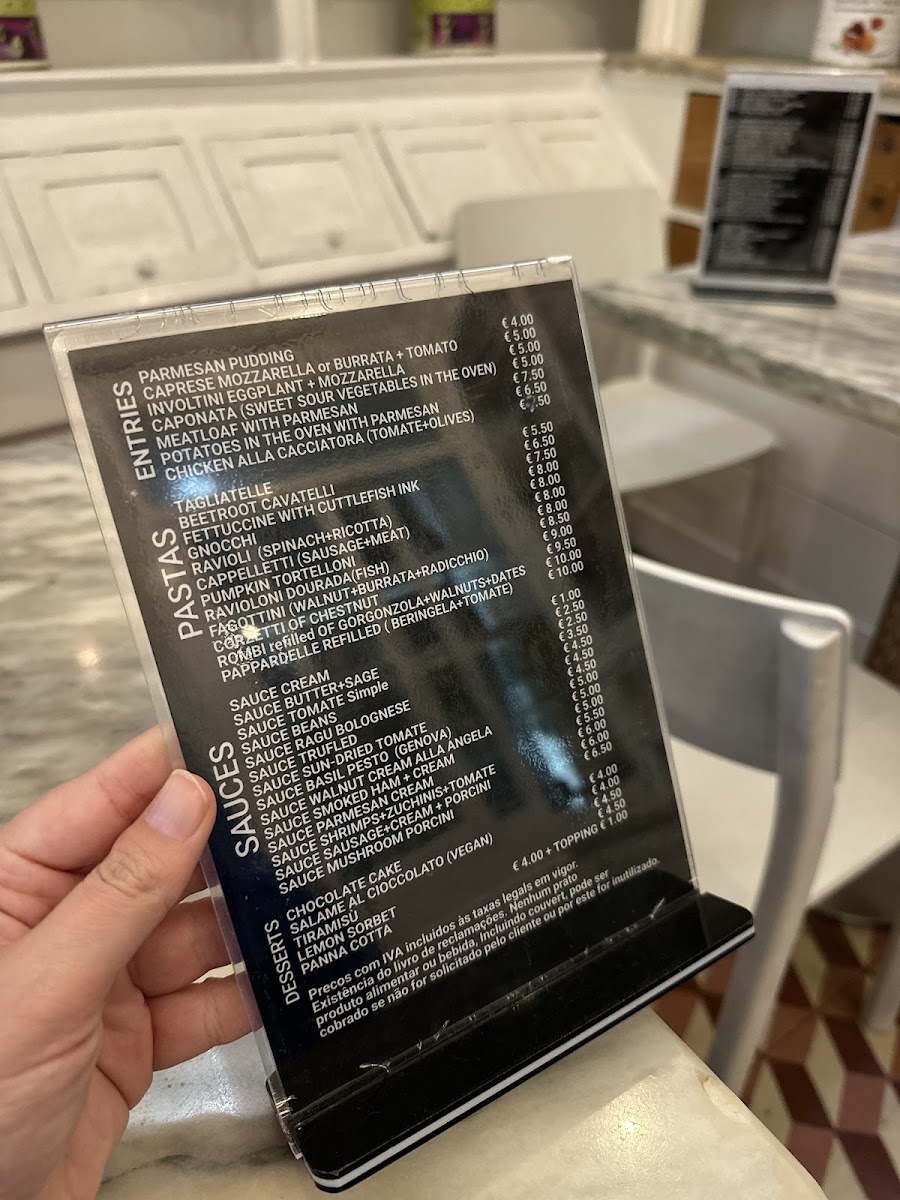 ENTRIES
PARMESAN PUDDING € 4.00
CAPRESE MOZZARELLA or BURRATA + TOMATO € 5.00
INVOLTINI EGGPLANT + MOZZARELLA € 5.00
CAPONATA (SWEET SOUR VEGETABLES IN THE OVEN) € 5.00
MEATLOAF WITH PARMESAN € 7.50
POTATOES IN THE OVEN WITH PARMESAN € 6.50
CHICKEN ALLA CACCIATORA (TOMATE+OLIVES) € 7.50
PASTAS
TAGLIATELLE € 5.50
BEETROOT CAVATELLI € 6.50
FETTUCCINE WITH CUTTLEFISH INK € 7.50
GNOCCHI € 8.00
RAVIOLI (SPINACH+RICOTTA) € 8.00
CAPPELLETTI (SAUSAGE+MEAT) € 8.00
PUMPKIN TORTELLONI € 8.00
RAVIOLONI DOURADA(FISH) € 8.50
FAGOTTINI (WALNUT+BURRATA+RADICCHIO) € 9.00
CORZETTI OF CHESTNUT € 9.50
ROMBI refilled OF GORGONZOLA+WALNUTS+DATES € 10.00
PAPPARDELLE REFILLED ( BERINGELA+TOMATE) € 10.00
SAUCES
SAUCE CREAM € 1.00
SAUCE BUTTER+SAGE € 2.50
SAUCE TOMATE Simple € 2.50
SAUCE BEANS € 3.50
SAUCE RAGU BOLOGNESE € 4.50
SAUCE TRUFLED € 4.50
SAUCE SUN-DRIED TOMATE € 4.50
SAUCE BASIL PESTO (GENOVA) € 5.00
SAUCE WALNUT CREAM ALLA ANGELA € 5.00
SAUCE SMOKED HAM + CREAM € 5.00
SAUCE PARMESAN CREAM € 5.50
SAUCE SHRIMPS+ZUCHINIS+TOMATE € 6.00
SAUCE SAUSAGE+CREAM + PORCINI € 6.00
SAUCE MUSHROOM PORCINI € 6.50
DESSERTS
CHOCOLATE CAKE € 4.00
SALAME AL CIOCCOLATO (VEGAN) € 4.00
TIRAMISÙ € 4.50
LEMON SORBET € 4.50
PANNA COTTA € 4.00 + TOPPING € 1.00
Precos com IVA incluidos às taxas legais em vigor.
Existência do livro de reclamações. Nenhum prato
produto alimentar ou bebida, incluindo couvert, pode ser
cobrado se não for solicitado pelo cliente ou por este for inutilizado.